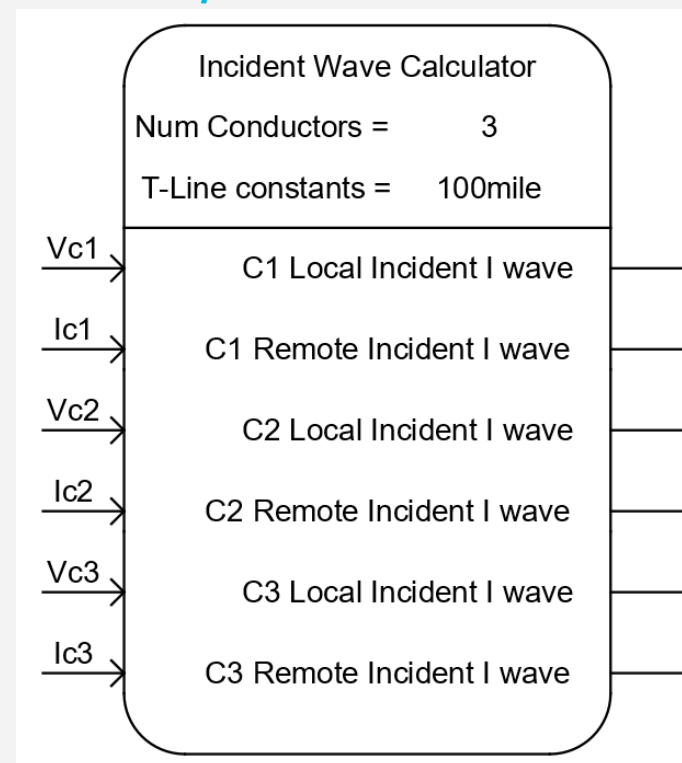 Incident Wave Calculator
Num Conductors = 3
T-Line constants = 100mile
Vc1 C1 Local Incident I wave
Ic1 C1 Remote Incident I wave
Vc2 C2 Local Incident I wave
Ic2 C2 Remote Incident I wave
Vc3 C3 Local Incident I wave
Ic3 C3 Remote Incident I wave